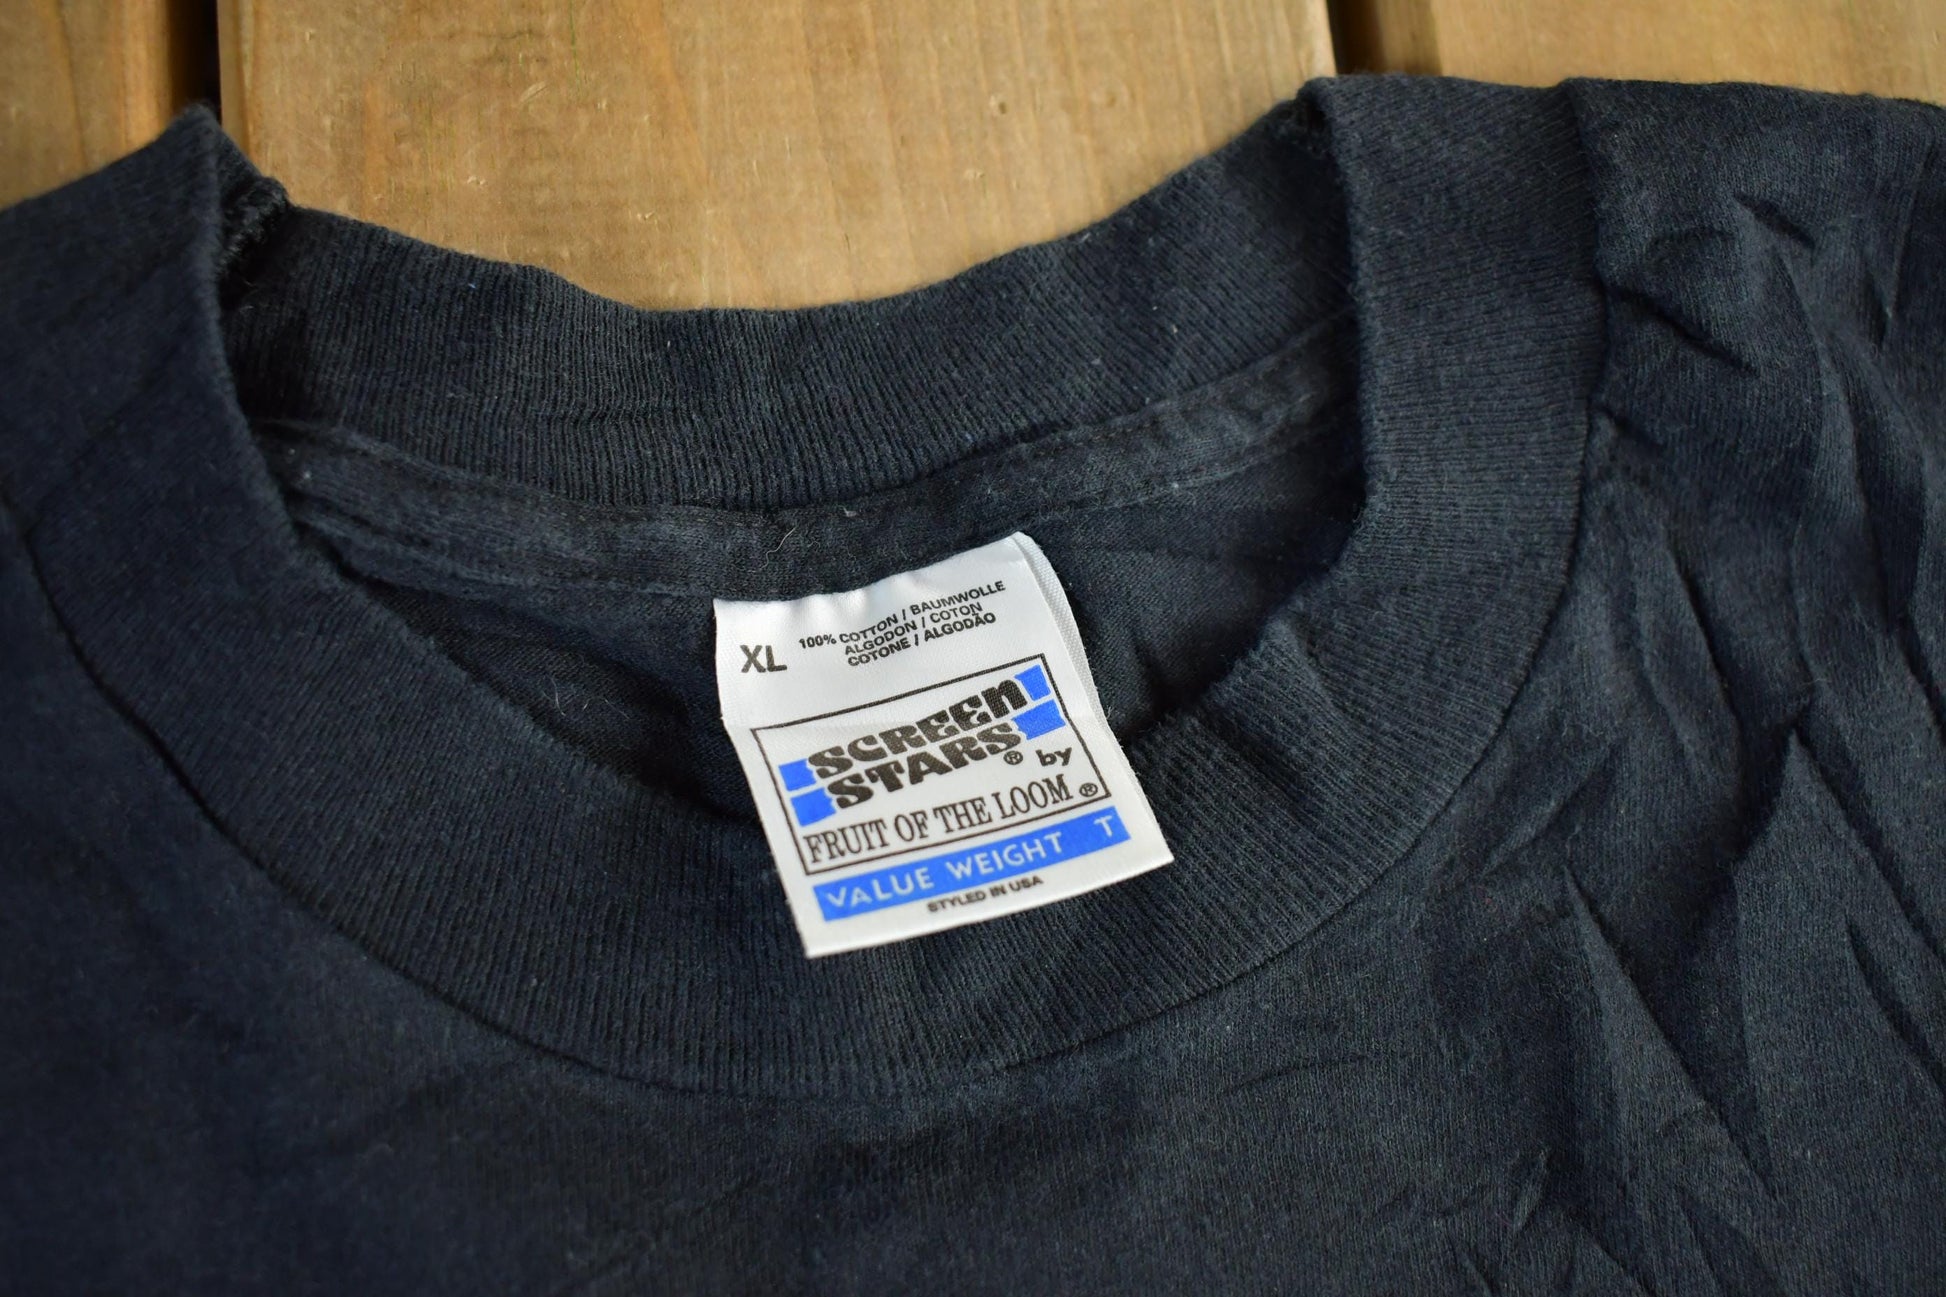 XL
100% COTTON / BAUMWOLLE
ALGODON / COTON
COTONE / ALGODÃO
SCREEN
STARS® by
FRUIT OF THE LOOM®
VALUE WEIGHT T
STYLED IN USA